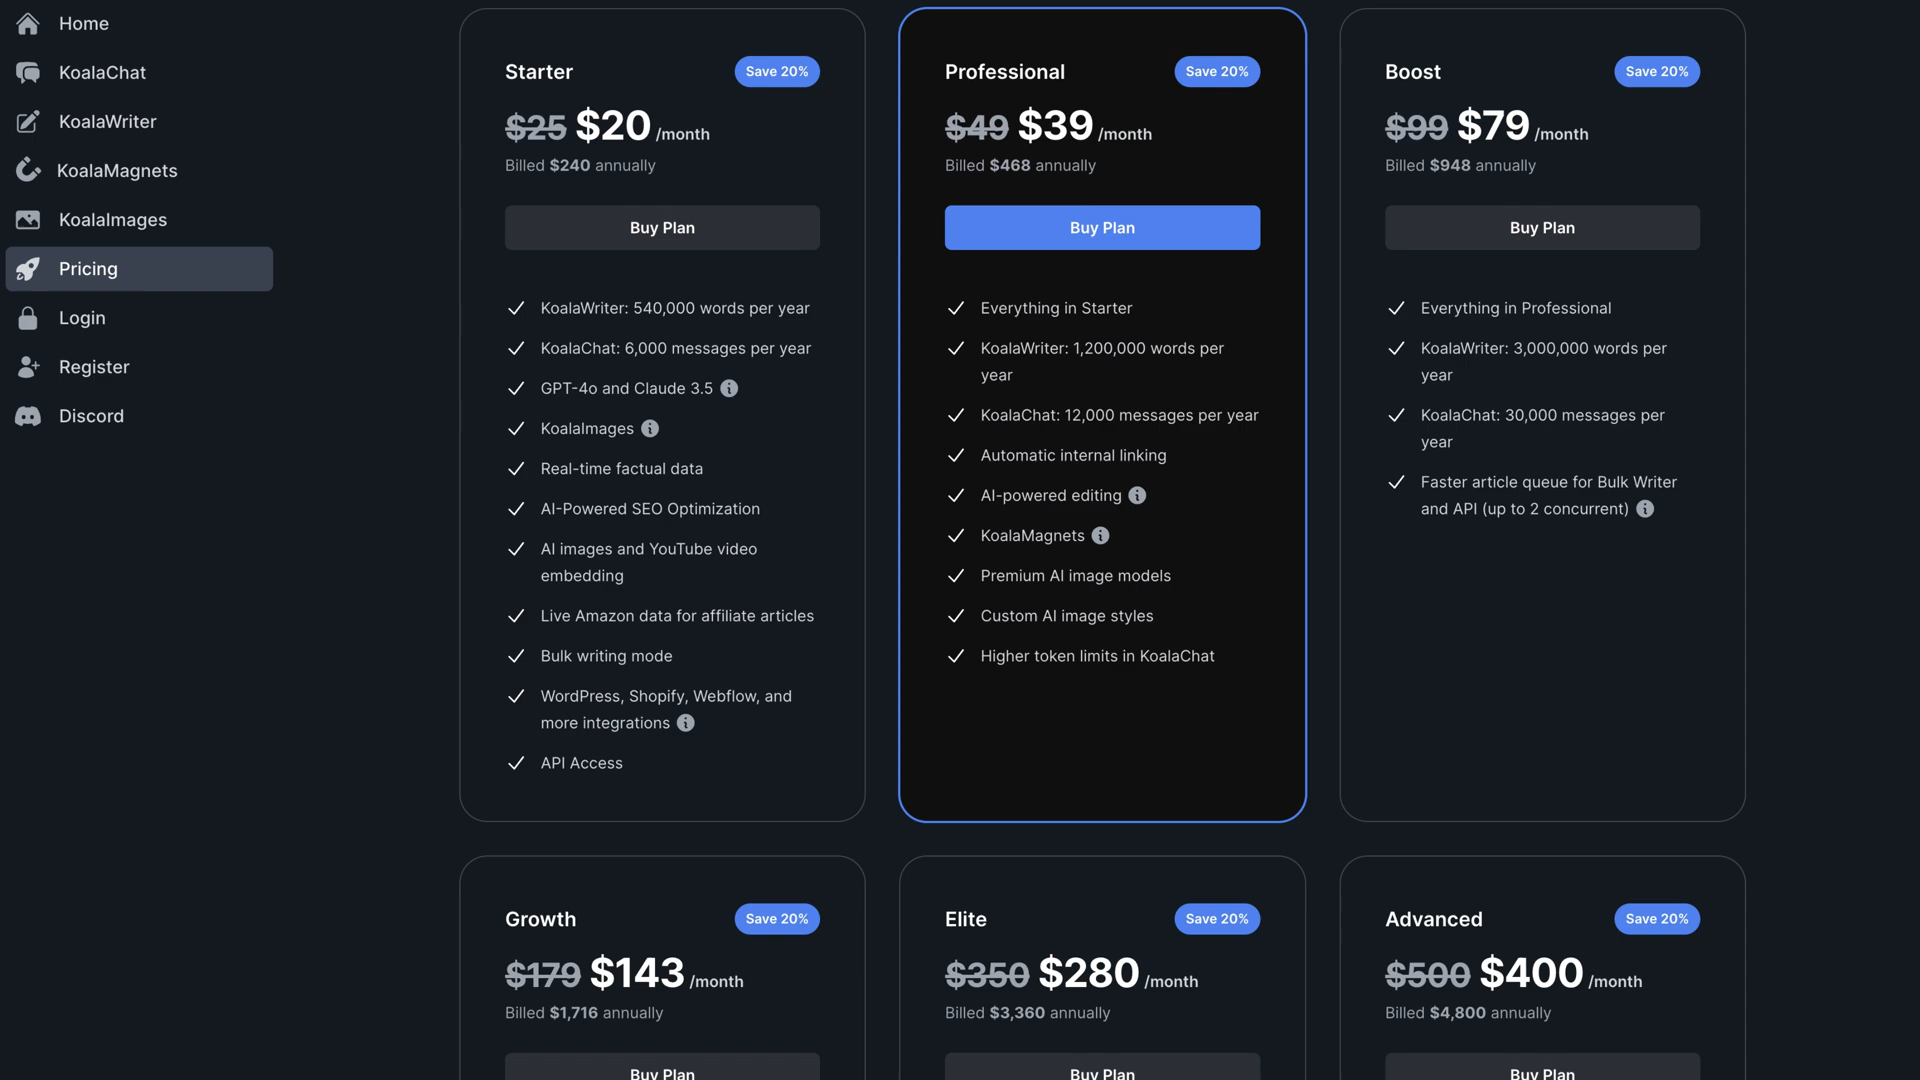 Home
KoalaChat
KoalaWriter
KoalaMagnets
KoalaImages
Pricing
Login
Register
Discord
Starter
Save 20%
$25 $20 /month
Billed $240 annually
Buy Plan
KoalaWriter: 540,000 words per year
KoalaChat: 6,000 messages per year
GPT-4o and Claude 3.5
KoalaImages
Real-time factual data
AI-Powered SEO Optimization
AI images and YouTube video
embedding
Live Amazon data for affiliate articles
Bulk writing mode
WordPress, Shopify, Webflow, and
more integrations
API Access
Professional
Save 20%
$49 $39 /month
Billed $468 annually
Buy Plan
Everything in Starter
KoalaWriter: 1,200,000 words per
year
KoalaChat: 12,000 messages per year
Automatic internal linking
AI-powered editing
KoalaMagnets
Premium AI image models
Custom AI image styles
Higher token limits in KoalaChat
Boost
Save 20%
$99 $79 /month
Billed $948 annually
Buy Plan
Everything in Professional
KoalaWriter: 3,000,000 words per
year
KoalaChat: 30,000 messages per
year
Faster article queue for Bulk Writer
and API (up to 2 concurrent)
Growth
Save 20%
$179 $143 /month
Billed $1,716 annually
Buy Plan
Elite
Save 20%
$350 $280 /month
Billed $3,360 annually
Buy Plan
Advanced
Save 20%
$500 $400 /month
Billed $4,800 annually
Buy Plan